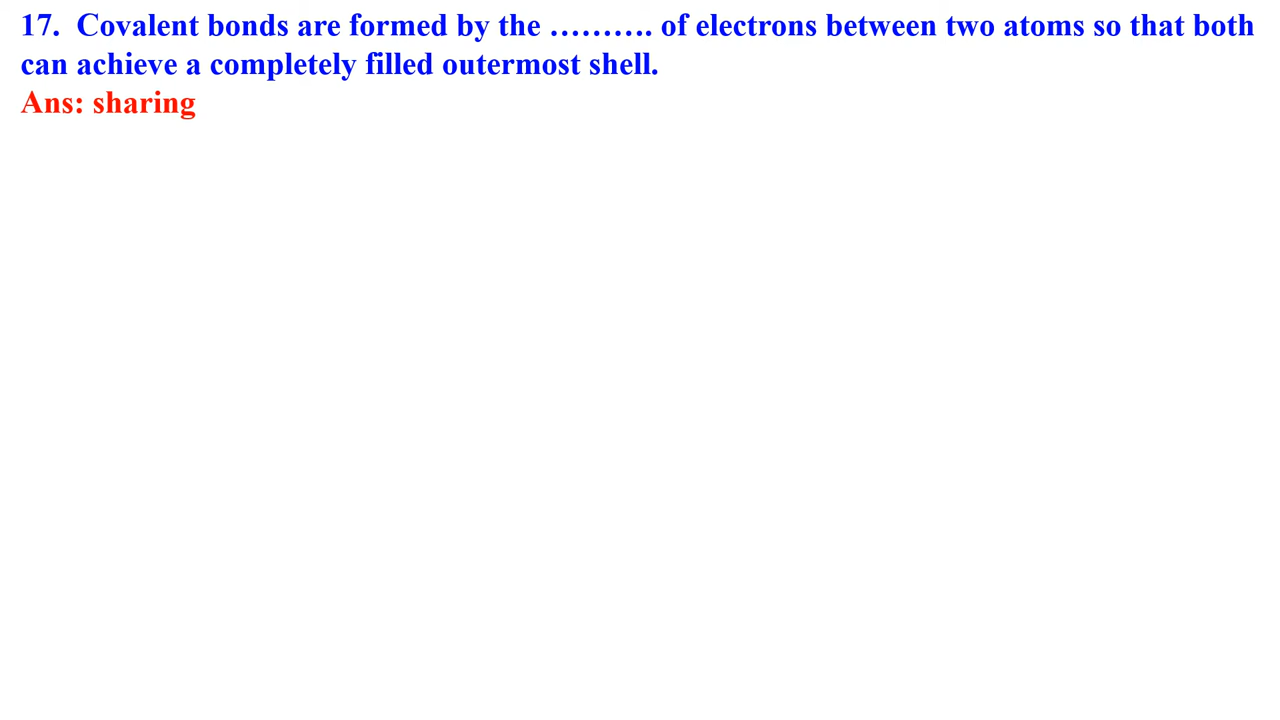 17.  Covalent bonds are formed by the ………. of electrons between two atoms so that both
can achieve a completely filled outermost shell.
Ans: sharing